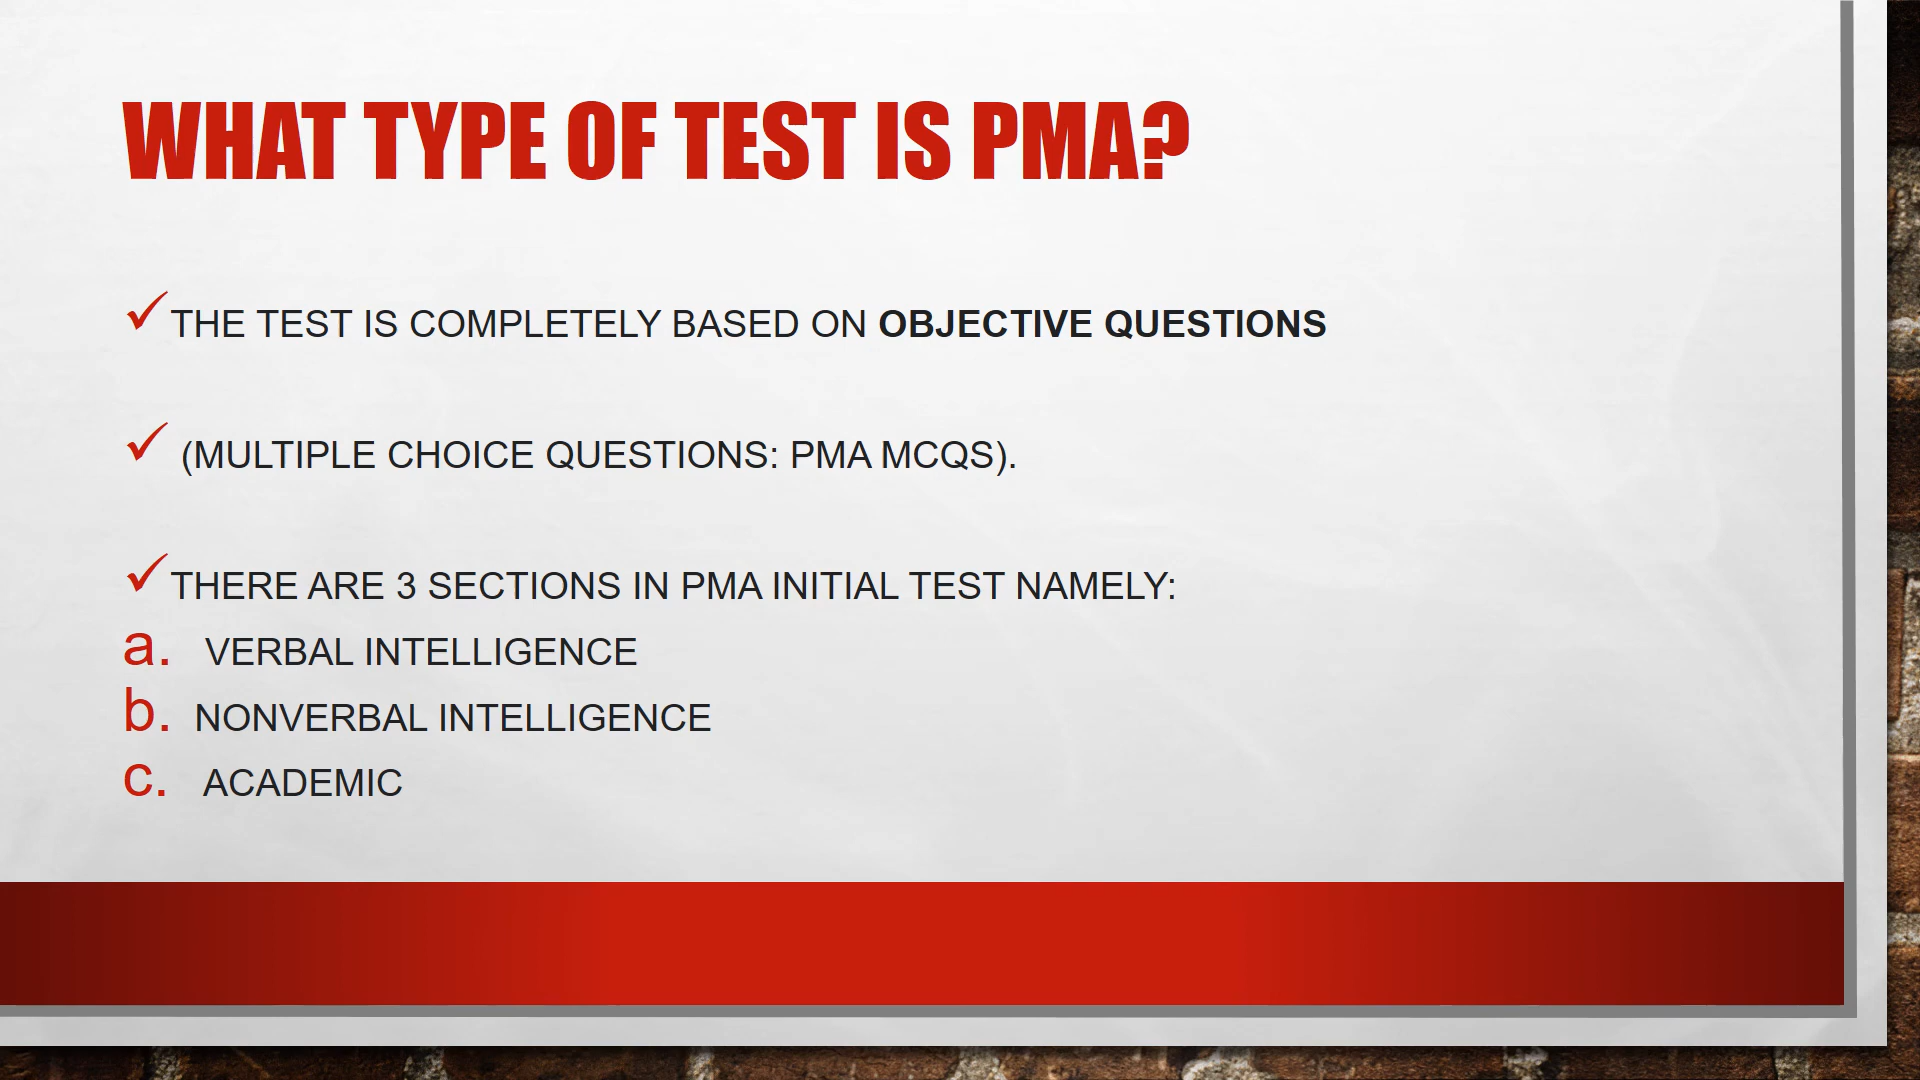 WHAT TYPE OF TEST IS PMA?
✓THE TEST IS COMPLETELY BASED ON OBJECTIVE QUESTIONS
✓ (MULTIPLE CHOICE QUESTIONS: PMA MCQS).
✓THERE ARE 3 SECTIONS IN PMA INITIAL TEST NAMELY:
a. VERBAL INTELLIGENCE
b. NONVERBAL INTELLIGENCE
c. ACADEMIC